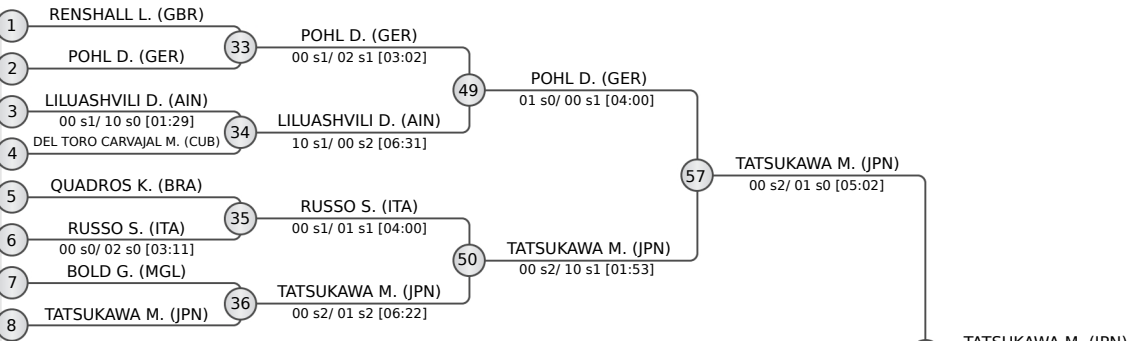 RENSHALL L. (GBR)
1
33
POHL D. (GER)
00 s1/ 02 s1 [03:02]
POHL D. (GER)
2
49
POHL D. (GER)
01 s0/ 00 s1 [04:00]
LILUASHVILI D. (AIN)
3
00 s1/ 10 s0 [01:29]
34
LILUASHVILI D. (AIN)
10 s1/ 00 s2 [06:31]
DEL TORO CARVAJAL M. (CUB)
4
57
TATSUKAWA M. (JPN)
00 s2/ 01 s0 [05:02]
QUADROS K. (BRA)
5
35
RUSSO S. (ITA)
00 s1/ 01 s1 [04:00]
RUSSO S. (ITA)
6
00 s0/ 02 s0 [03:11]
50
TATSUKAWA M. (JPN)
00 s2/ 10 s1 [01:53]
BOLD G. (MGL)
7
36
TATSUKAWA M. (JPN)
00 s2/ 01 s2 [06:22]
TATSUKAWA M. (JPN)
8
TATSUKAWA M. (JPN)